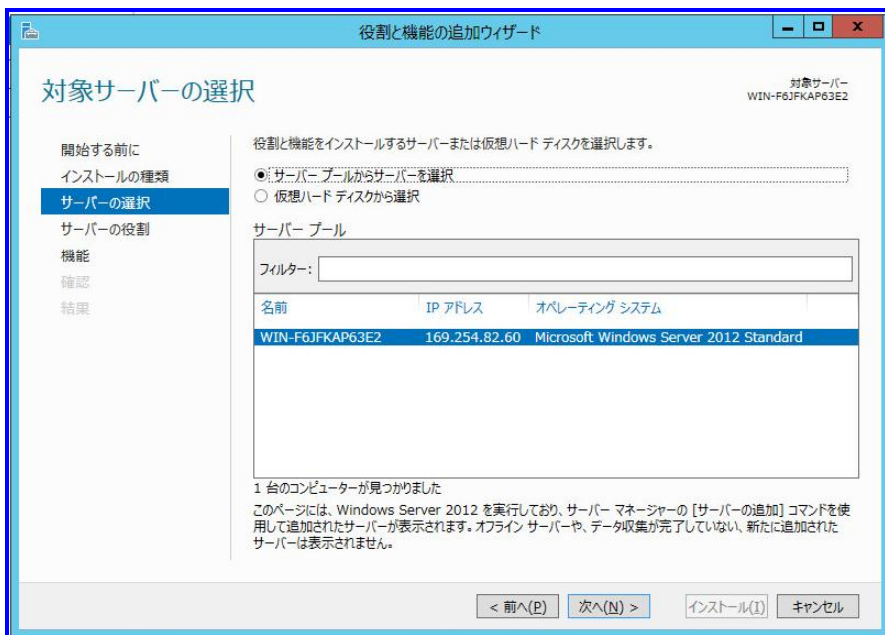 役割と機能の追加ウィザード
対象サーバーの選択
対象サーバー
WIN-F6JFKAP63E2
開始する前に
インストールの種類
サーバーの選択
サーバーの役割
機能
確認
結果
役割と機能をインストールするサーバーまたは仮想ハード ディスクを選択します。
サーバー プールからサーバーを選択
仮想ハード ディスクから選択
サーバー プール
フィルター:
名前 IP アドレス オペレーティング システム
WIN-F6JFKAP63E2 169.254.82.60 Microsoft Windows Server 2012 Standard
1 台のコンピューターが見つかりました
このページには、Windows Server 2012 を実行しており、サーバー マネージャーの [サーバーの追加] コマンドを使
用して追加されたサーバーが表示されます。オフライン サーバーや、データ収集が完了していない、新たに追加された
サーバーは表示されません。
< 前へ(P) 次へ(N) > インストール(I) キャンセル